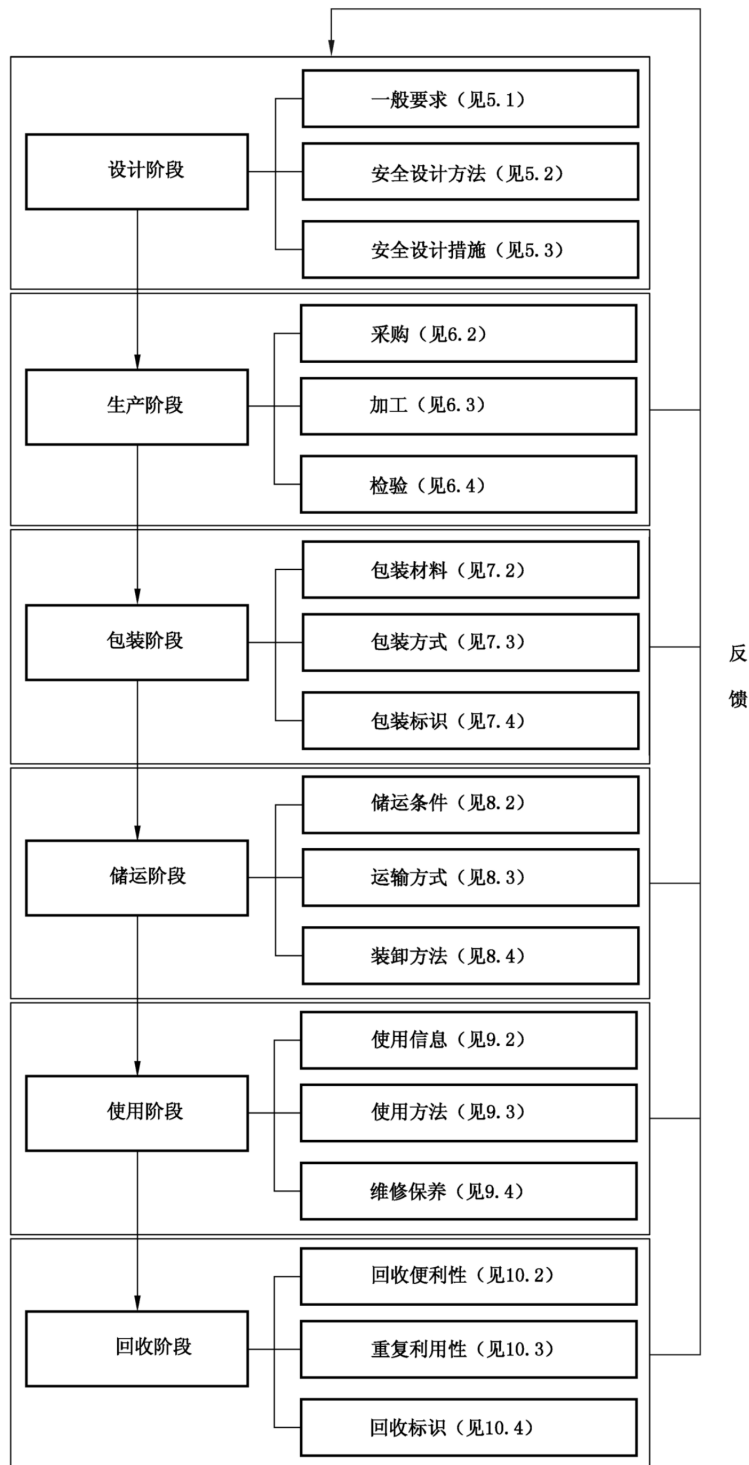 一般要求（见5.1）
设计阶段
安全设计方法（见5.2）
安全设计措施（见5.3）
采购（见6.2）
生产阶段
加工（见6.3）
检验（见6.4）
包装材料（见7.2）
包装阶段
包装方式（见7.3）
包装标识（见7.4）
储运条件（见8.2）
储运阶段
运输方式（见8.3）
装卸方法（见8.4）
使用信息（见9.2）
使用阶段
使用方法（见9.3）
维修保养（见9.4）
回收便利性（见10.2）
回收阶段
重复利用性（见10.3）
回收标识（见10.4）
反
馈